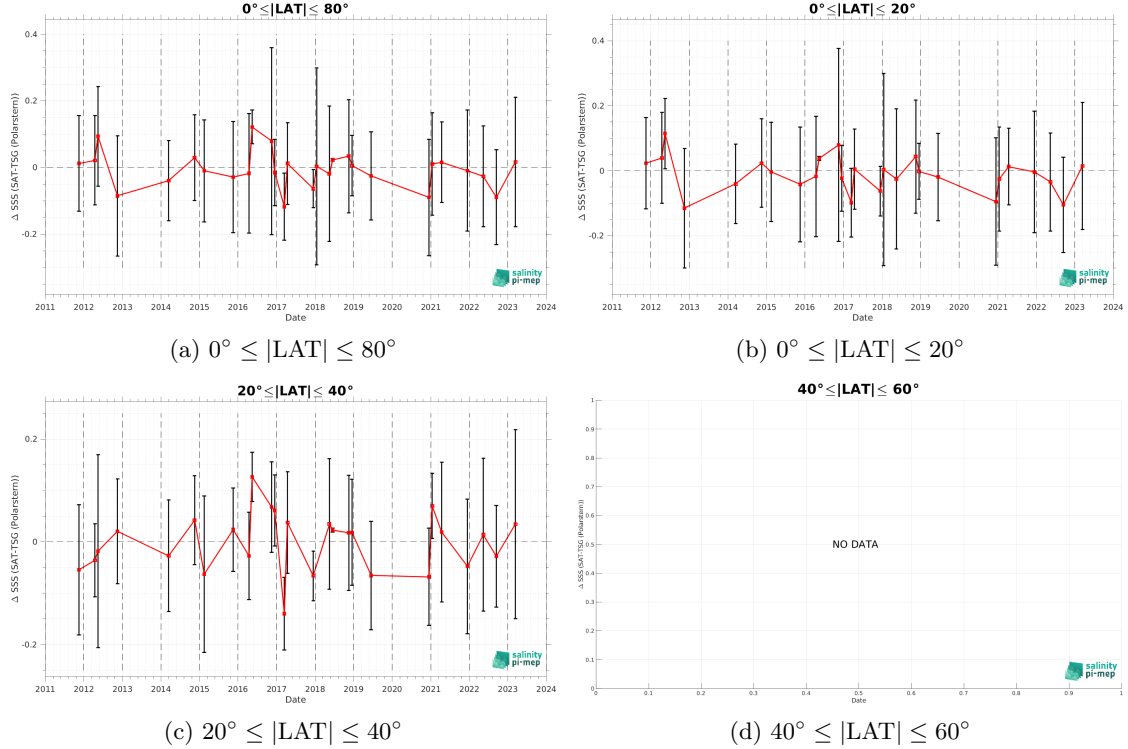 0°≤|LAT|≤ 80°
Δ SSS (SAT-TSG (Polarstern))
0.4
0.2
0
-0.2
2011 2012 2013 2014 2015 2016 2017 2018 2019 2020 2021 2022 2023 2024
Date
salinity
pi-mep
(a) 0° ≤ |LAT| ≤ 80°
0°≤|LAT|≤ 20°
Δ SSS (SAT-TSG (Polarstern))
0.4
0.2
0
-0.2
2011 2012 2013 2014 2015 2016 2017 2018 2019 2020 2021 2022 2023 2024
Date
salinity
pi-mep
(b) 0° ≤ |LAT| ≤ 20°
20°≤|LAT|≤ 40°
Δ SSS (SAT-TSG (Polarstern))
0.2
0
-0.2
2011 2012 2013 2014 2015 2016 2017 2018 2019 2020 2021 2022 2023 2024
Date
salinity
pi-mep
(c) 20° ≤ |LAT| ≤ 40°
40°≤|LAT|≤ 60°
Δ SSS (SAT-TSG (Polarstern))
1
0.9
0.8
0.7
0.6
0.5
0.4
0.3
0.2
0.1
0
NO DATA
0 0.1 0.2 0.3 0.4 0.5 0.6 0.7 0.8 0.9 1
Date
salinity
pi-mep
(d) 40° ≤ |LAT| ≤ 60°